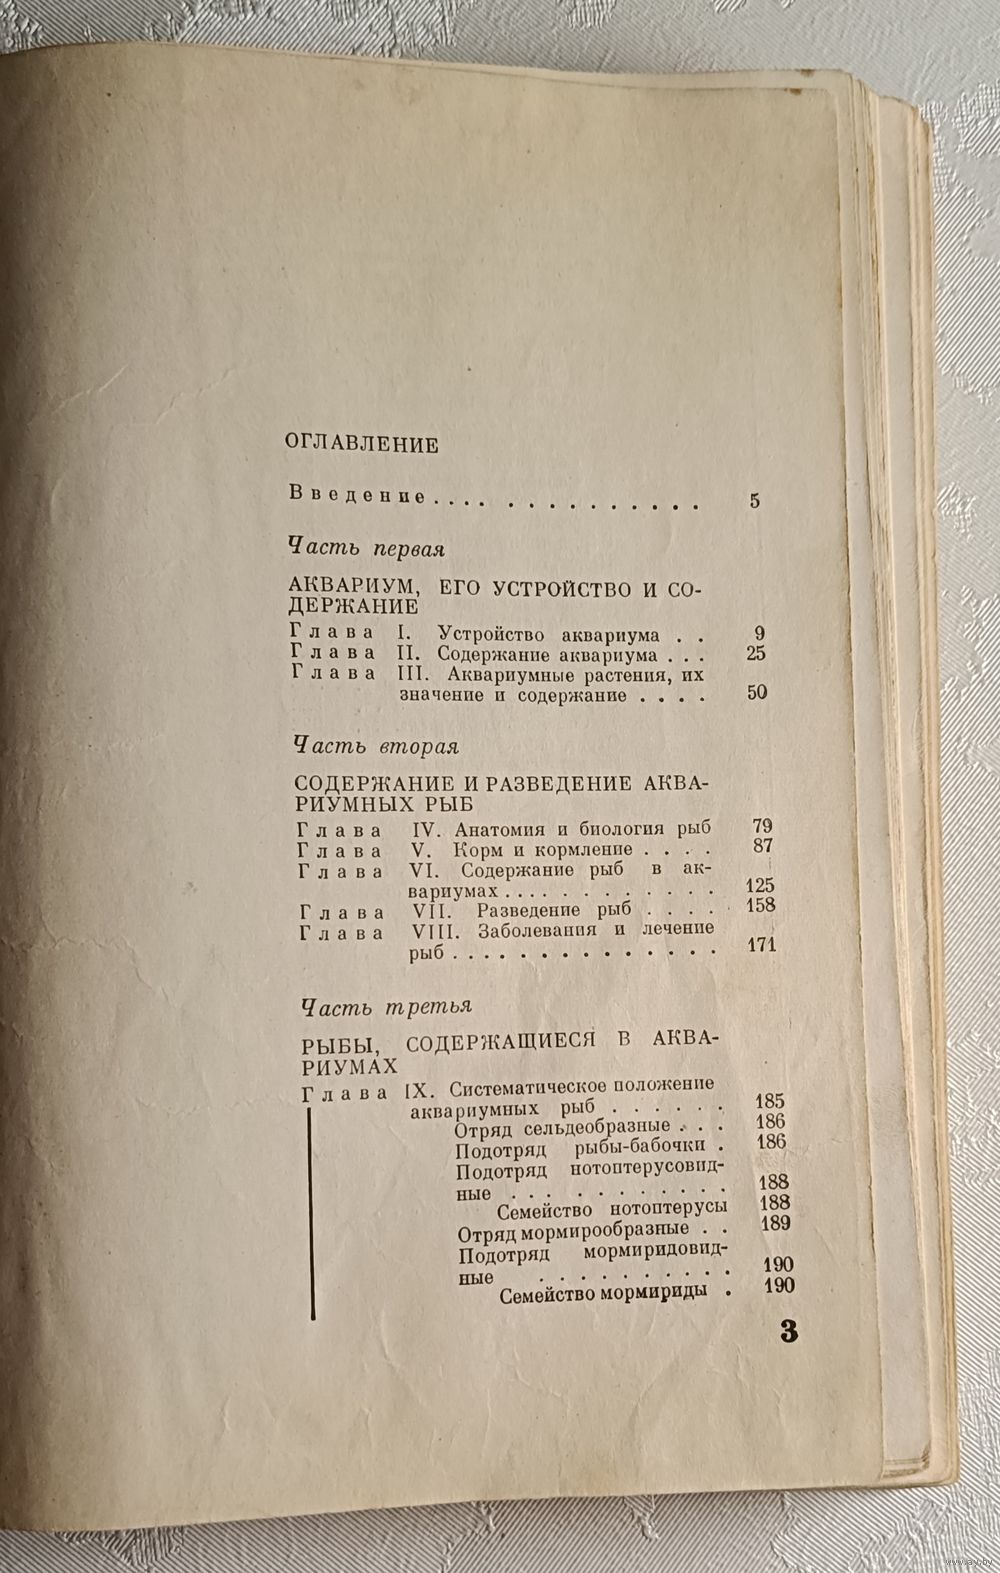 ОГЛАВЛЕНИЕ
Введение.... .......... 5
Часть первая
АКВАРИУМ, ЕГО УСТРОЙСТВО И СО-
ДЕРЖАНИЕ
Глава I. Устройство аквариума . . 9
Глава II. Содержание аквариума . . . 25
Глава III. Аквариумные растения, их
значение и содержание . . . . 50
Часть вторая
СОДЕРЖАНИЕ И РАЗВЕДЕНИЕ АКВА-
РИУМНЫХ РЫБ
Глава IV. Анатомия и биология рыб 79
Глава V. Корм и кормление . . . . 87
Глава VI. Содержание рыб в ак-
вариумах . . . . . . . . . . . . 125
Глава VII. Разведение рыб . . . . 158
Глава VIII. Заболевания и лечение
рыб . . . . . . . . . . . . . . 171
Часть третья
РЫБЫ, СОДЕРЖАЩИЕСЯ В АКВА-
РИУМАХ
Глава IX. Систематическое положение
аквариумных рыб . . . . . . 185
Отряд сельдеобразные . . . 186
Подотряд рыбы-бабочки . 186
Подотряд нотоптерусовид-
ные . . . . . . . . . . . 188
Семейство нотоптерусы 188
Отряд мормирообразные . . 189
Подотряд мормиридовид-
ные . . . . . . . . . . 190
Семейство мормириды . 190
3
www.ay.by